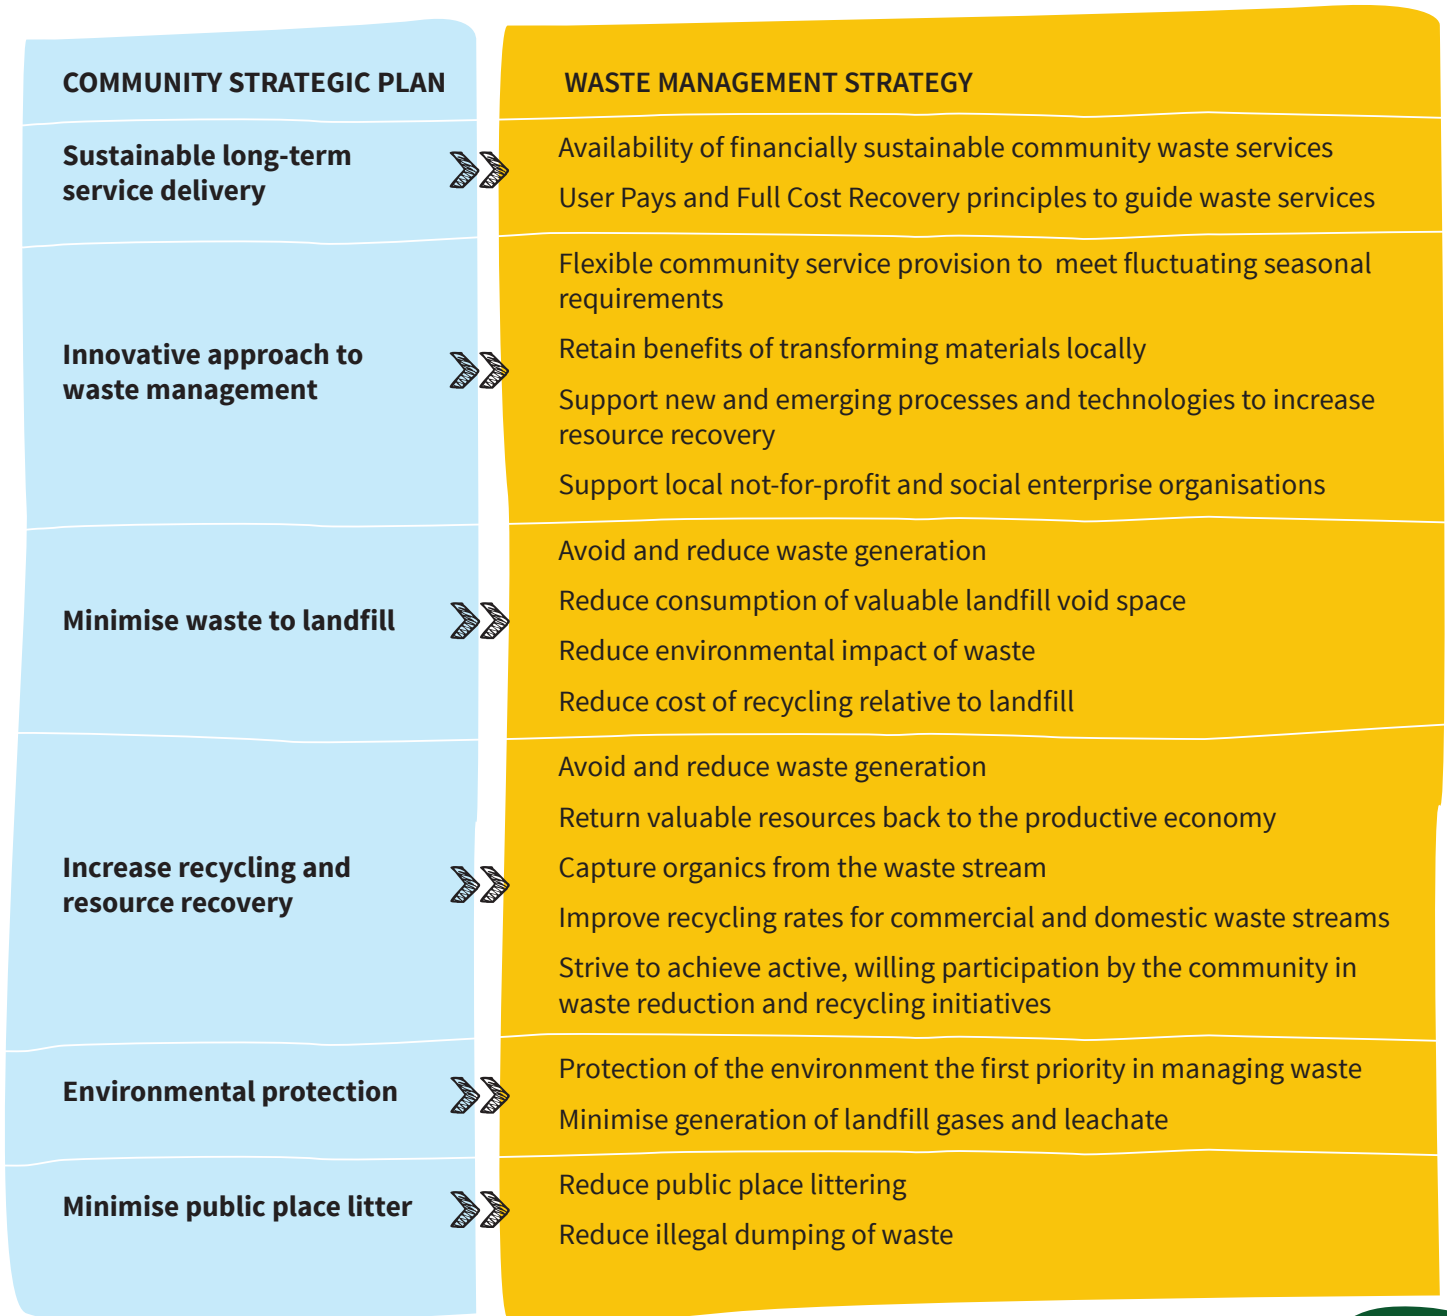 COMMUNITY STRATEGIC PLAN
WASTE MANAGEMENT STRATEGY
Sustainable long-term
service delivery
Availability of financially sustainable community waste services
User Pays and Full Cost Recovery principles to guide waste services
Innovative approach to
waste management
Flexible community service provision to meet fluctuating seasonal
requirements
Retain benefits of transforming materials locally
Support new and emerging processes and technologies to increase
resource recovery
Support local not-for-profit and social enterprise organisations
Minimise waste to landfill
Avoid and reduce waste generation
Reduce consumption of valuable landfill void space
Reduce environmental impact of waste
Reduce cost of recycling relative to landfill
Increase recycling and
resource recovery
Avoid and reduce waste generation
Return valuable resources back to the productive economy
Capture organics from the waste stream
Improve recycling rates for commercial and domestic waste streams
Strive to achieve active, willing participation by the community in
waste reduction and recycling initiatives
Environmental protection
Protection of the environment the first priority in managing waste
Minimise generation of landfill gases and leachate
Minimise public place litter
Reduce public place littering
Reduce illegal dumping of waste